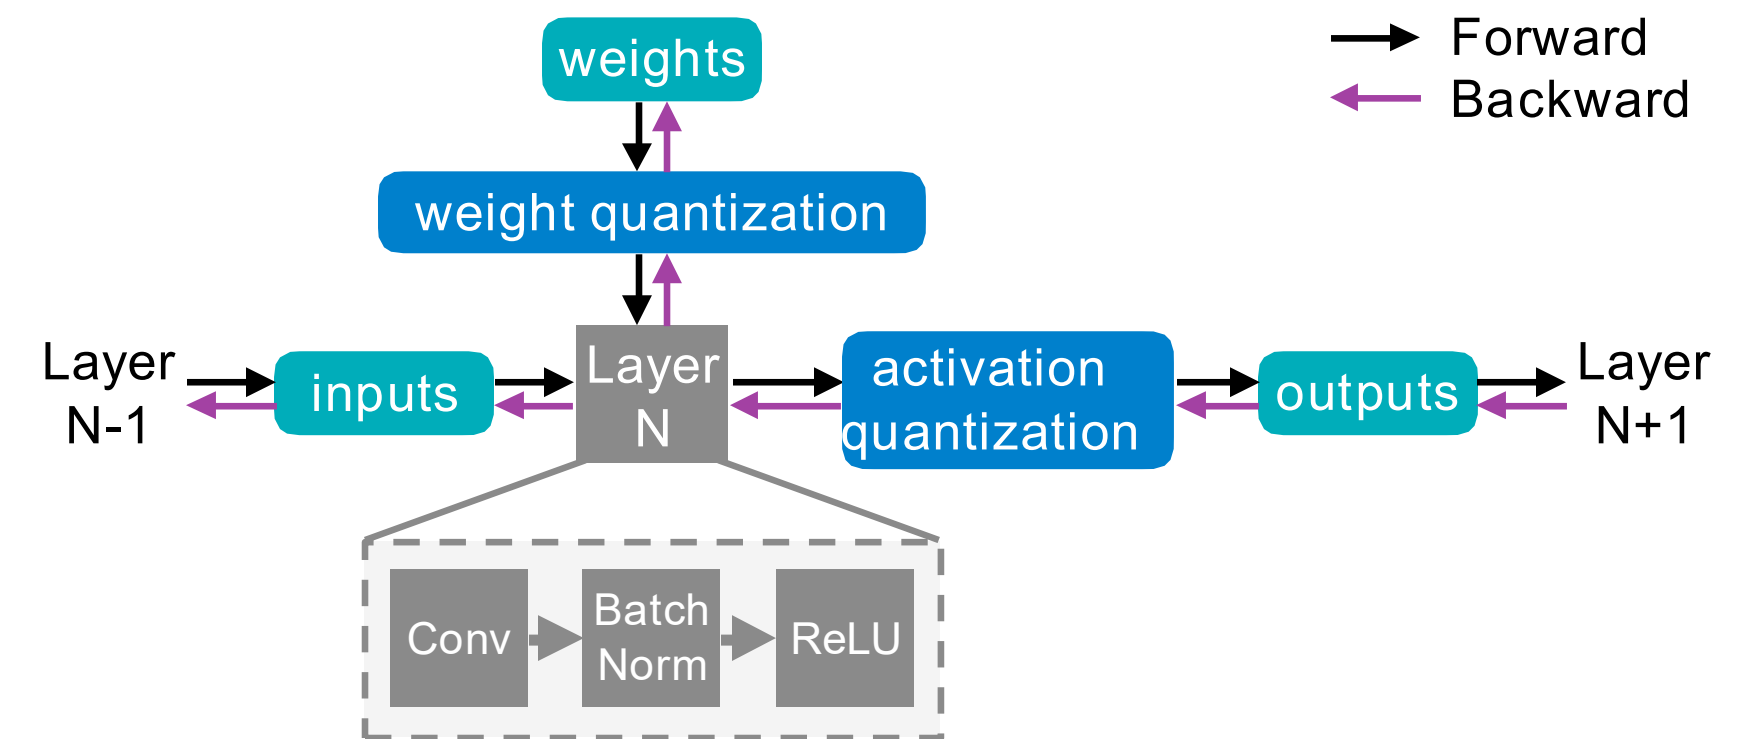 weights
Forward
Backward
weight quantization
Layer
N-1
inputs
Layer
N
activation
quantization
outputs
Layer
N+1
Conv
Batch
Norm
ReLU